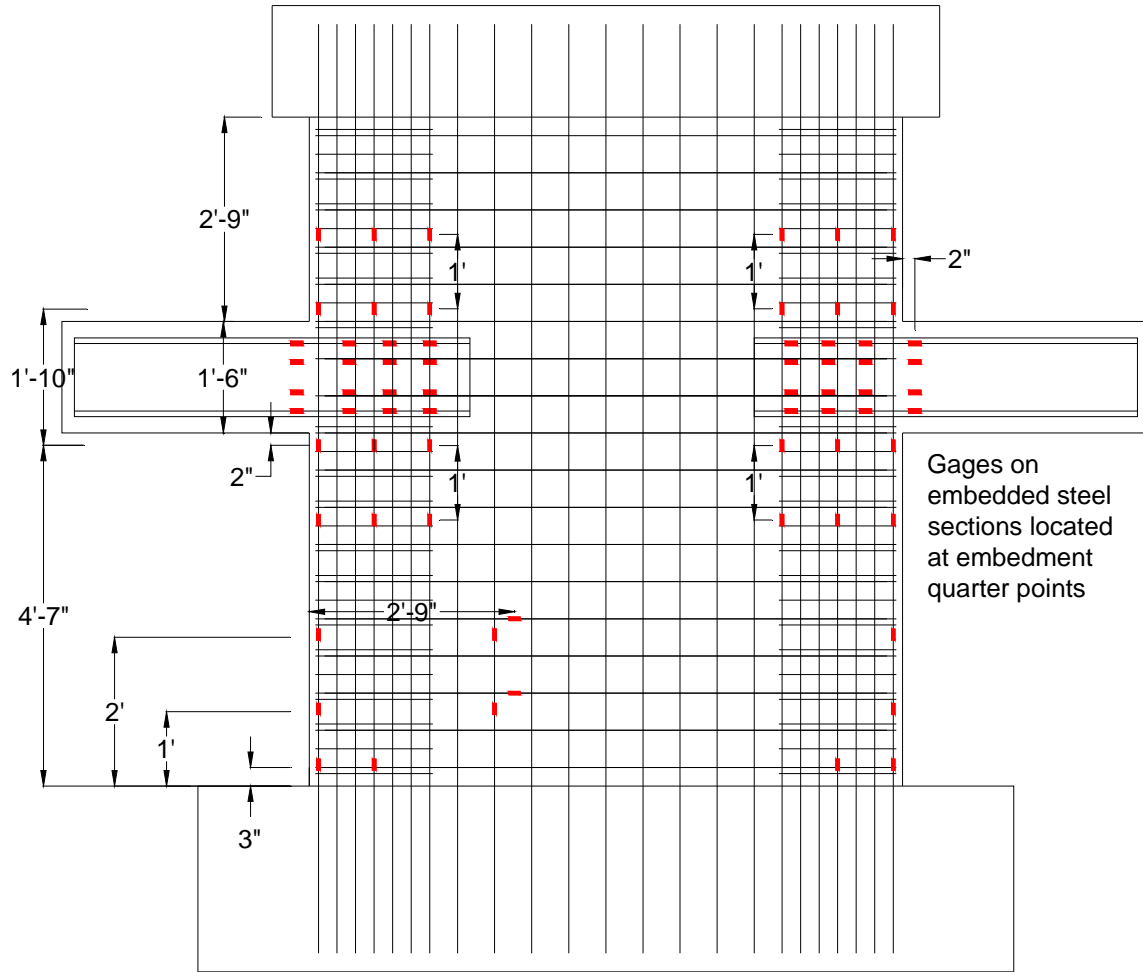 2'-9"
1'
1'
2"
1'-10"
1'-6"
2"
1'
1'
Gages on
embedded steel
sections located
at embedment
quarter points
4'-7"
2'-9"
2'
1'
3"